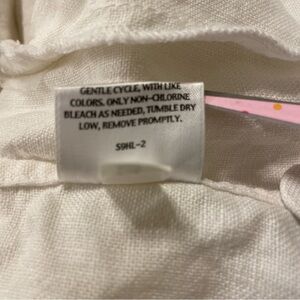 GENTLE CYCLE, WITH LIKE
COLORS. ONLY NON-CHLORINE
BLEACH AS NEEDED, TUMBLE DRY
LOW, REMOVE PROMPTLY.
S9HL-2